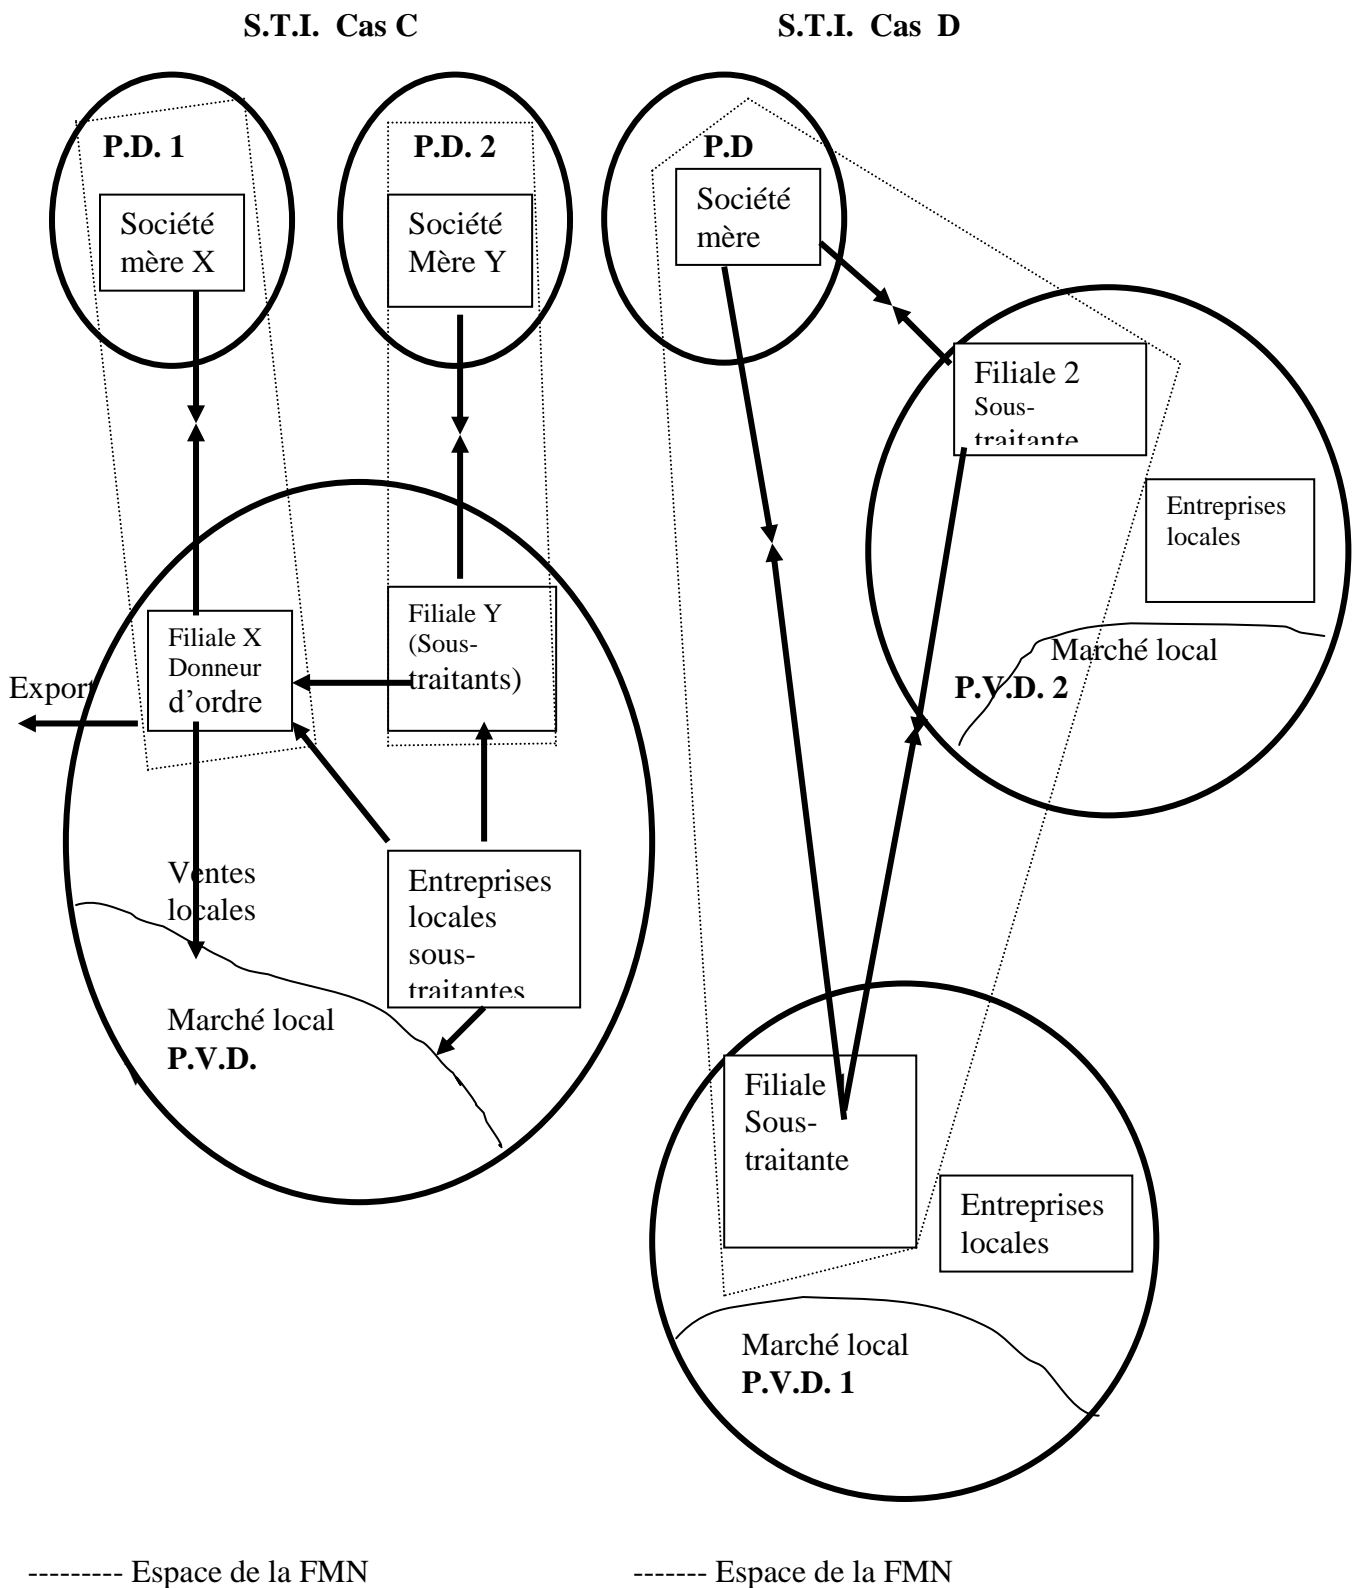 S.T.I. Cas C
P.D. 1
Société
mère X
P.D. 2
Société
Mère Y
Filiale X
Donneur
d’ordre
Filiale Y
(Sous-
traitants)
Export
Ventes
locales
Entreprises
locales
sous-
traitantes
Marché local
P.V.D.
--------- Espace de la FMN
S.T.I. Cas D
P.D
Société
mère
Filiale 2
Sous-
traitante
Entreprises
locales
Marché local
P.V.D. 2
Filiale
Sous-
traitante
Entreprises
locales
Marché local
P.V.D. 1
------- Espace de la FMN